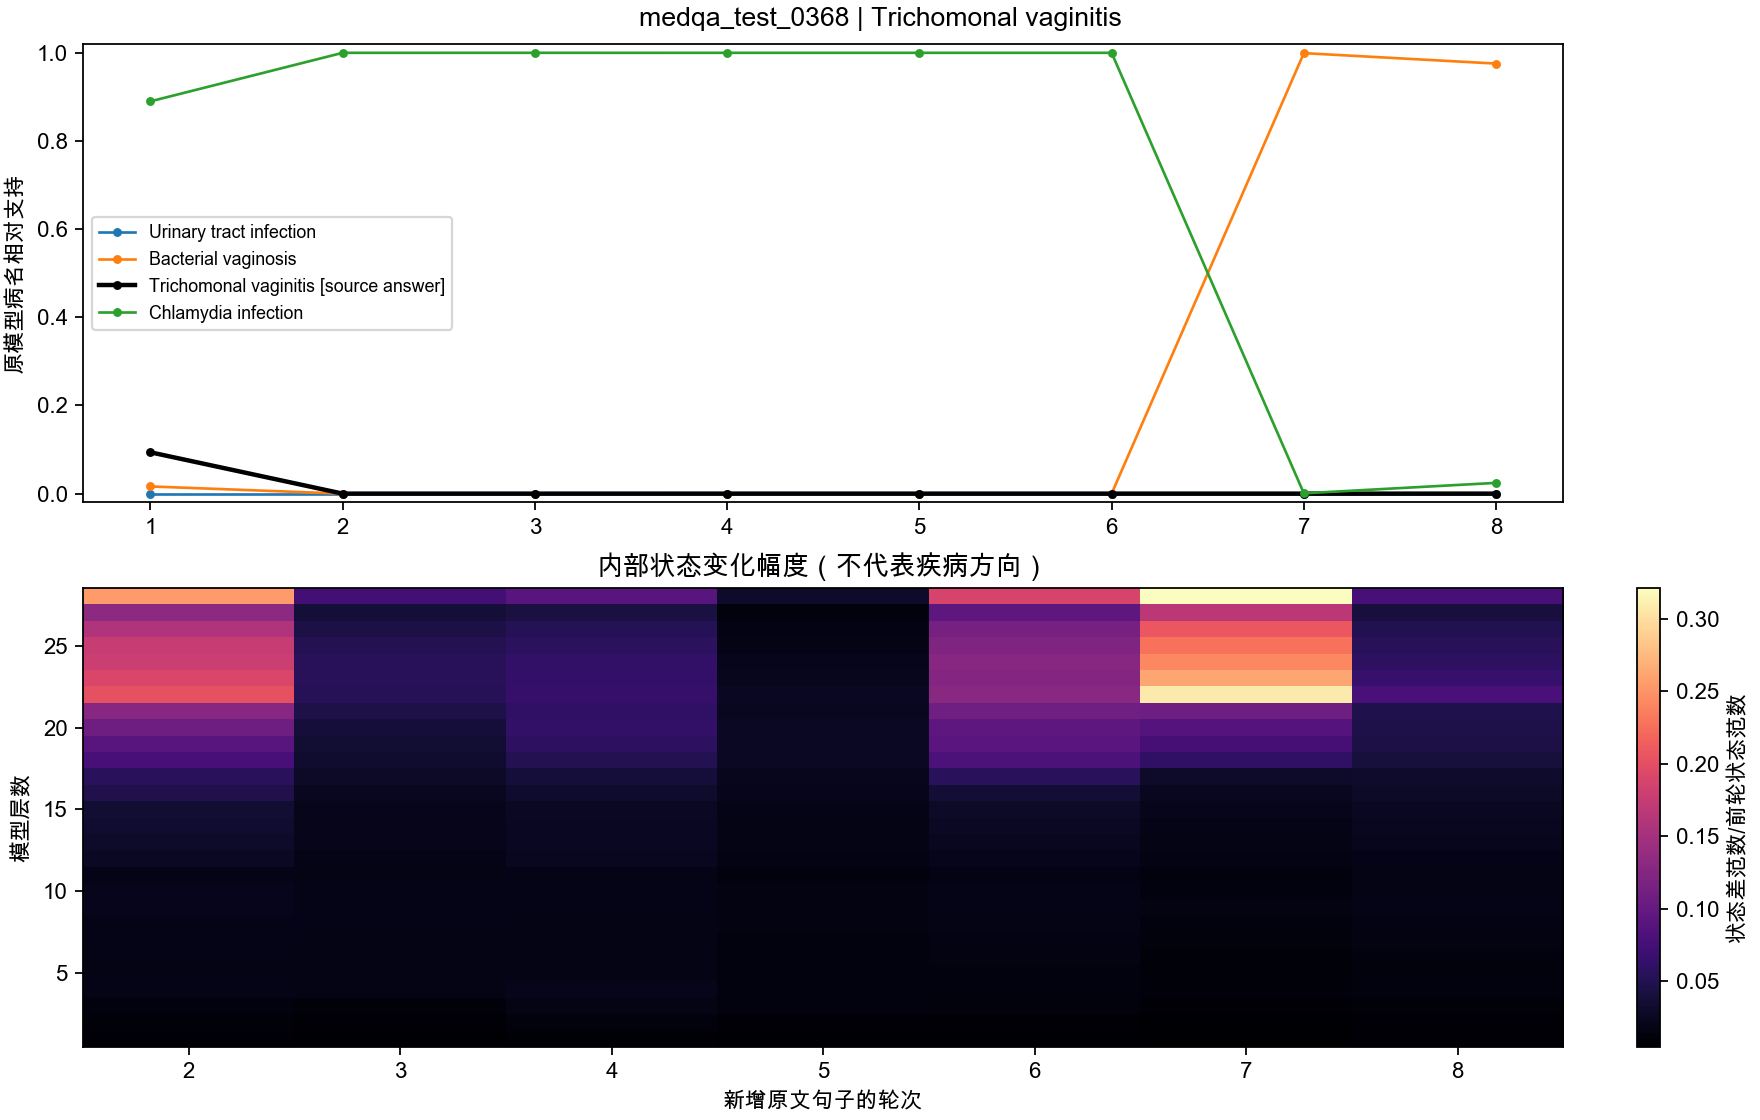 medqa_test_0368 | Trichomonal vaginitis
原模型病名相对支持
1.0
0.8
0.6
0.4
0.2
0.0
Urinary tract infection
Bacterial vaginosis
Trichomonal vaginitis [source answer]
Chlamydia infection
1 2 3 4 5 6 7 8
内部状态变化幅度（不代表疾病方向）
模型层数
25
20
15
10
5
2 3 4 5 6 7 8
新增原文句子的轮次
0.30
0.25
0.20
0.15
0.10
0.05
状态差范数/前轮状态范数